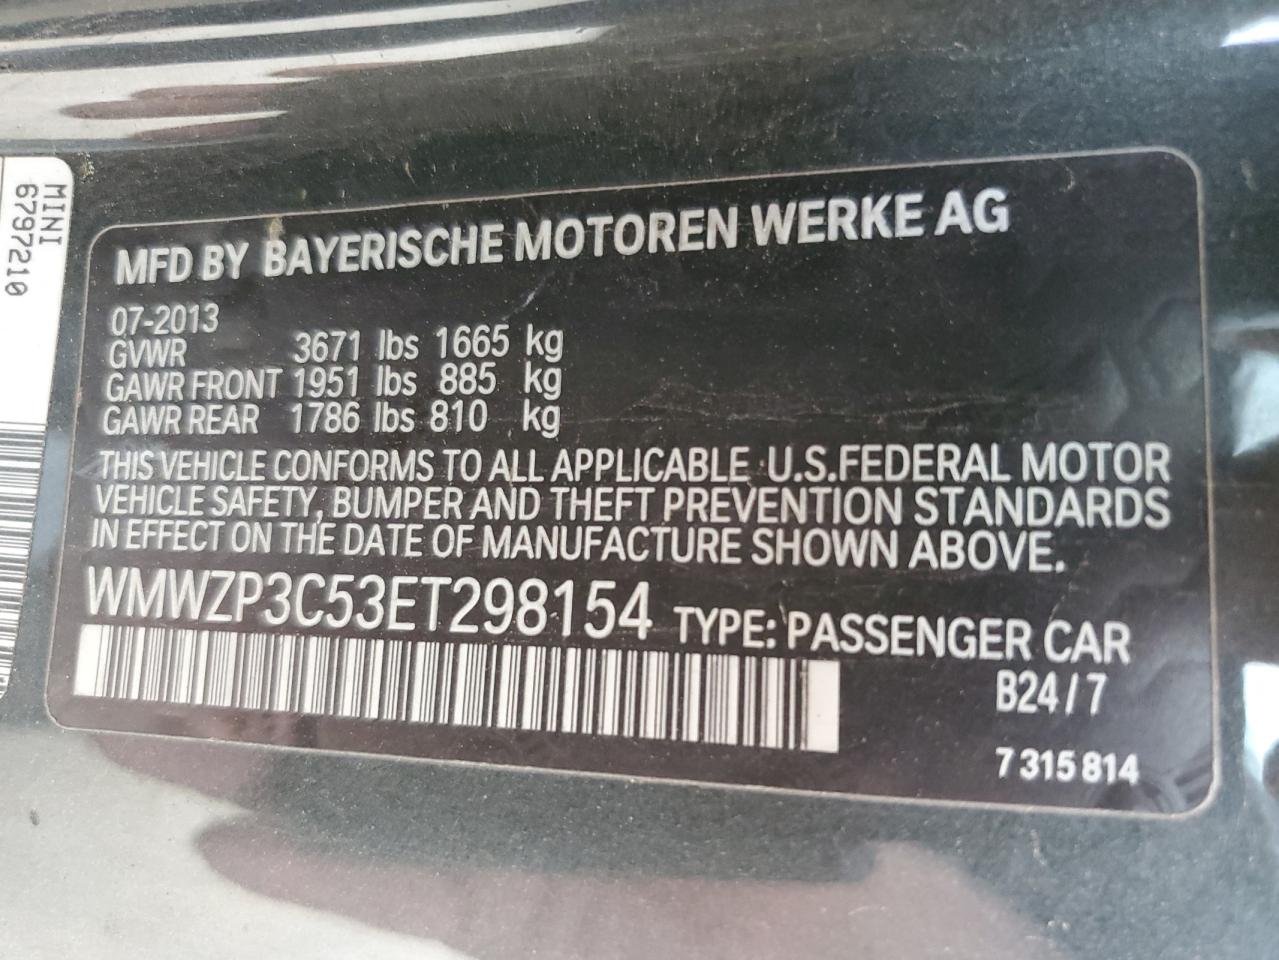 MINI
6797210
MFD BY BAYERISCHE MOTOREN WERKE AG
07-2013
GVWR 3671 lbs 1665 kg
GAWR FRONT 1951 lbs 885 kg
GAWR REAR 1786 lbs 810 kg
THIS VEHICLE CONFORMS TO ALL APPLICABLE U.S.FEDERAL MOTOR
VEHICLE SAFETY, BUMPER AND THEFT PREVENTION STANDARDS
IN EFFECT ON THE DATE OF MANUFACTURE SHOWN ABOVE.
WMWZP3C53ET298154 TYPE: PASSENGER CAR
B24/7
7 315 814